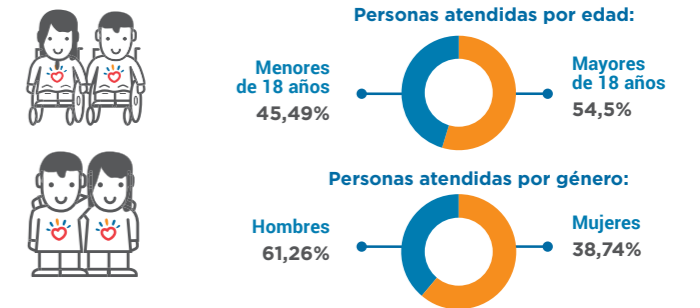 Personas atendidas por edad:
Menores
de 18 años
45,49%
Mayores
de 18 años
54,5%
Personas atendidas por género:
Hombres
61,26%
Mujeres
38,74%